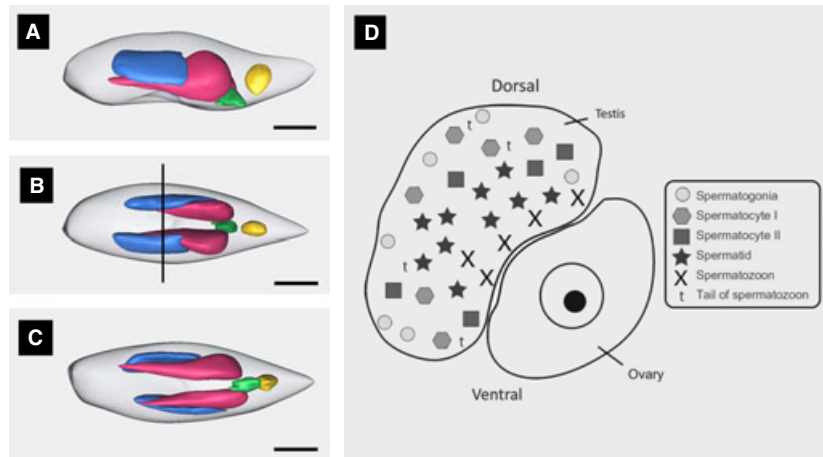 A
B
C
D
Dorsal
Testis
t
t
X
X
X
t
X
X
t
Ovary
Ventral
Spermatogonia
Spermatocyte I
Spermatocyte II
Spermatid
X Spermatozoon
t Tail of spermatozoon